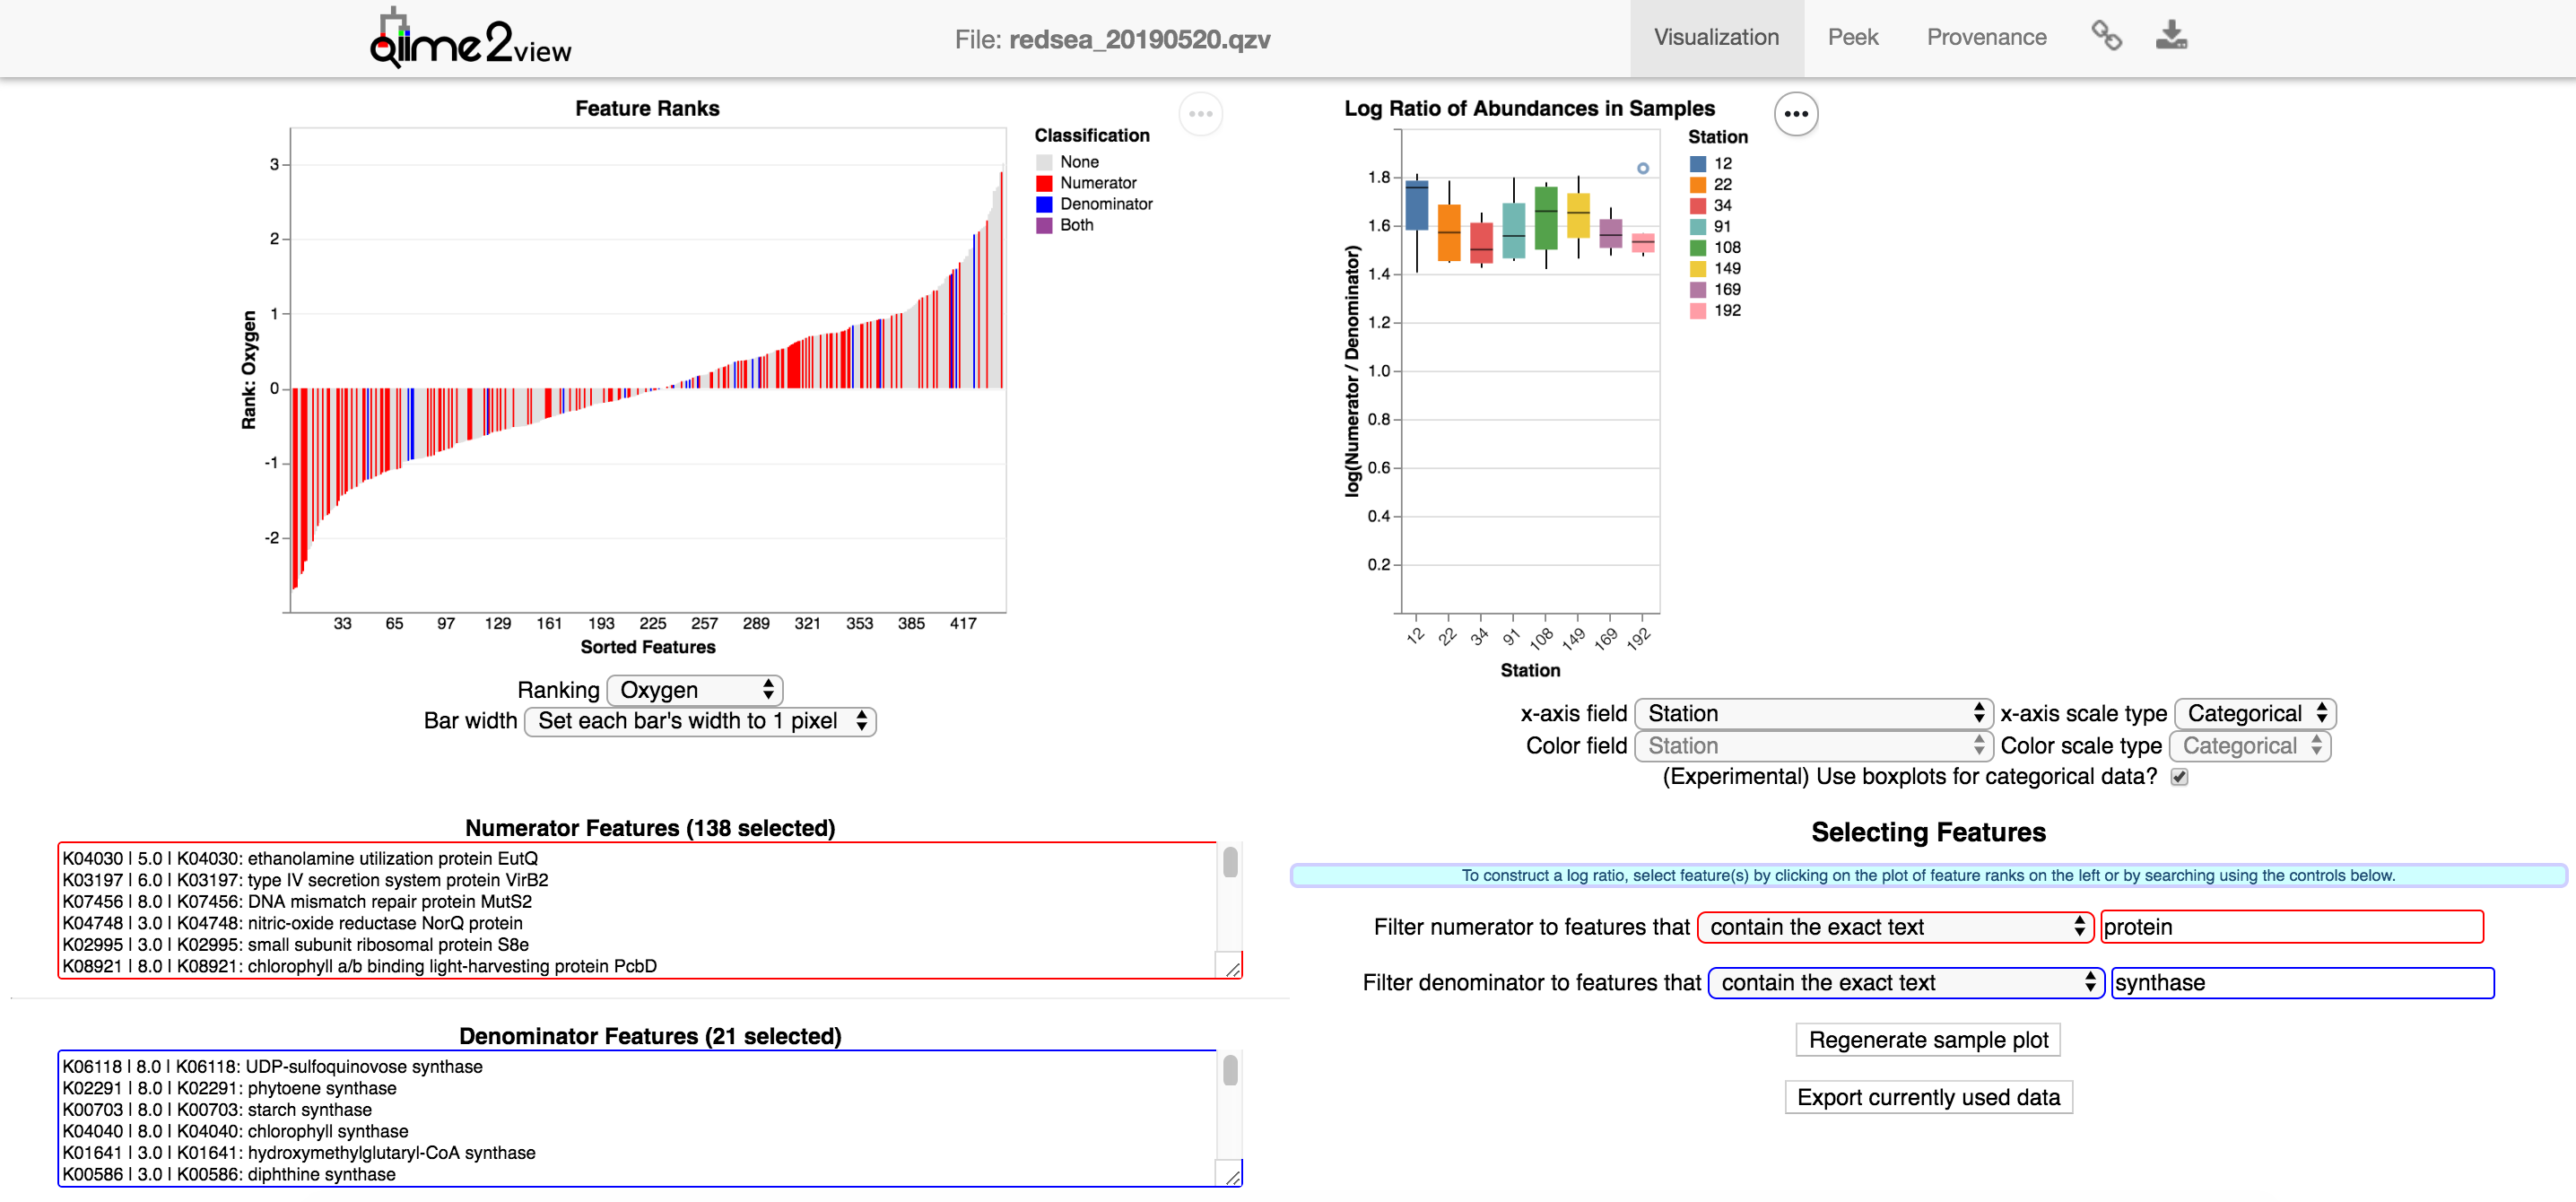 qiime2view
File: redsea_20190520.qzv
Visualization Peek Provenance
Feature Ranks
3
2
1
0
-1
-2
Rank: Oxygen
33 65 97 129 161 193 225 257 289 321 353 385 417
Sorted Features
Classification
None
Numerator
Denominator
Both
Ranking Oxygen
Bar width Set each bar's width to 1 pixel
Log Ratio of Abundances in Samples
1.8
1.6
1.4
1.2
1.0
0.8
0.6
0.4
0.2
log(Numerator / Denominator)
12 22 34 91 108 149 169 192
Station
Station
12
22
34
91
108
149
169
192
x-axis field Station x-axis scale type Categorical
Color field Station Color scale type Categorical
(Experimental) Use boxplots for categorical data?
Numerator Features (138 selected)
K04030 | 5.0 | K04030: ethanolamine utilization protein EutQ
K03197 | 6.0 | K03197: type IV secretion system protein VirB2
K07456 | 8.0 | K07456: DNA mismatch repair protein MutS2
K04748 | 3.0 | K04748: nitric-oxide reductase NorQ protein
K02995 | 3.0 | K02995: small subunit ribosomal protein S8e
K08921 | 8.0 | K08921: chlorophyll a/b binding light-harvesting protein PcbD
Denominator Features (21 selected)
K06118 | 8.0 | K06118: UDP-sulfoquinovose synthase
K02291 | 8.0 | K02291: phytoene synthase
K00703 | 8.0 | K00703: starch synthase
K04040 | 8.0 | K04040: chlorophyll synthase
K01641 | 3.0 | K01641: hydroxymethylglutaryl-CoA synthase
K00586 | 3.0 | K00586: diphthine synthase
Selecting Features
To construct a log ratio, select feature(s) by clicking on the plot of feature ranks on the left or by searching using the controls below.
Filter numerator to features that contain the exact text protein
Filter denominator to features that contain the exact text synthase
Regenerate sample plot
Export currently used data